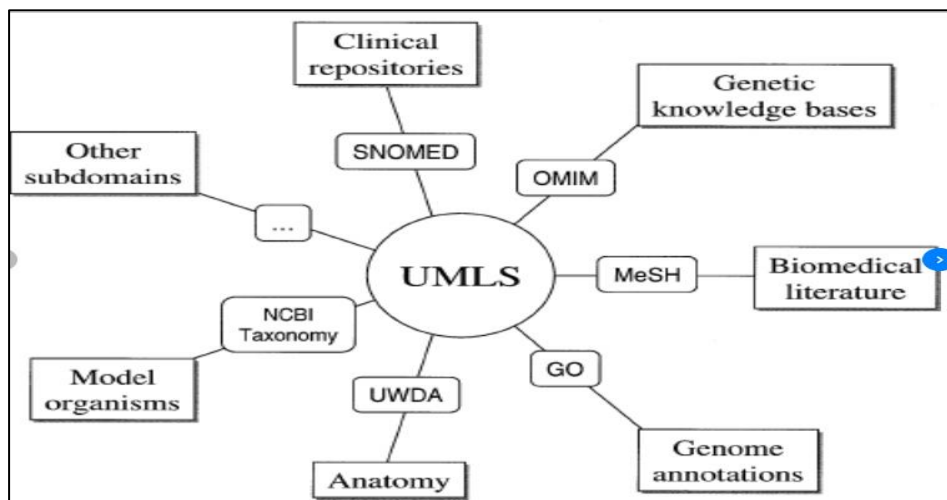 Clinical
repositories
Genetic
knowledge bases
SNOMED
Other
subdomains
OMIM
...
UMLS
MeSH
Biomedical
literature
NCBI
Taxonomy
GO
Model
organisms
UWDA
Genome
annotations
Anatomy